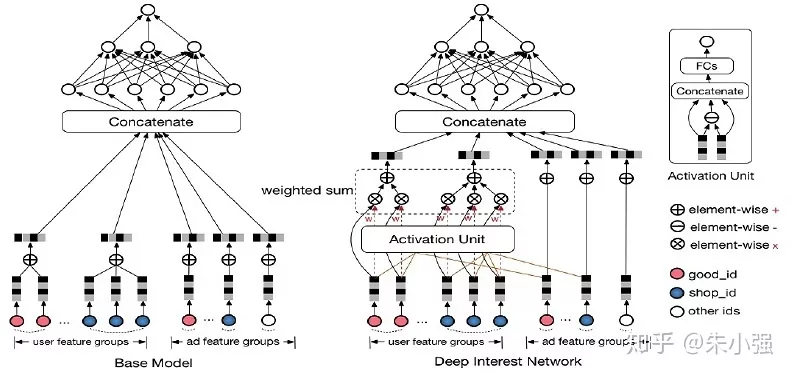 Concatenate
...
...
user feature groups
ad feature groups
Base Model
Concatenate
weighted sum
w
w
w
w
w
Activation Unit
...
...
user feature groups
ad feature groups
Deep Interest Network
FCs
Concatenate
Activation Unit
element-wise +
element-wise -
element-wise x
good_id
shop_id
other ids
知乎 @朱小强